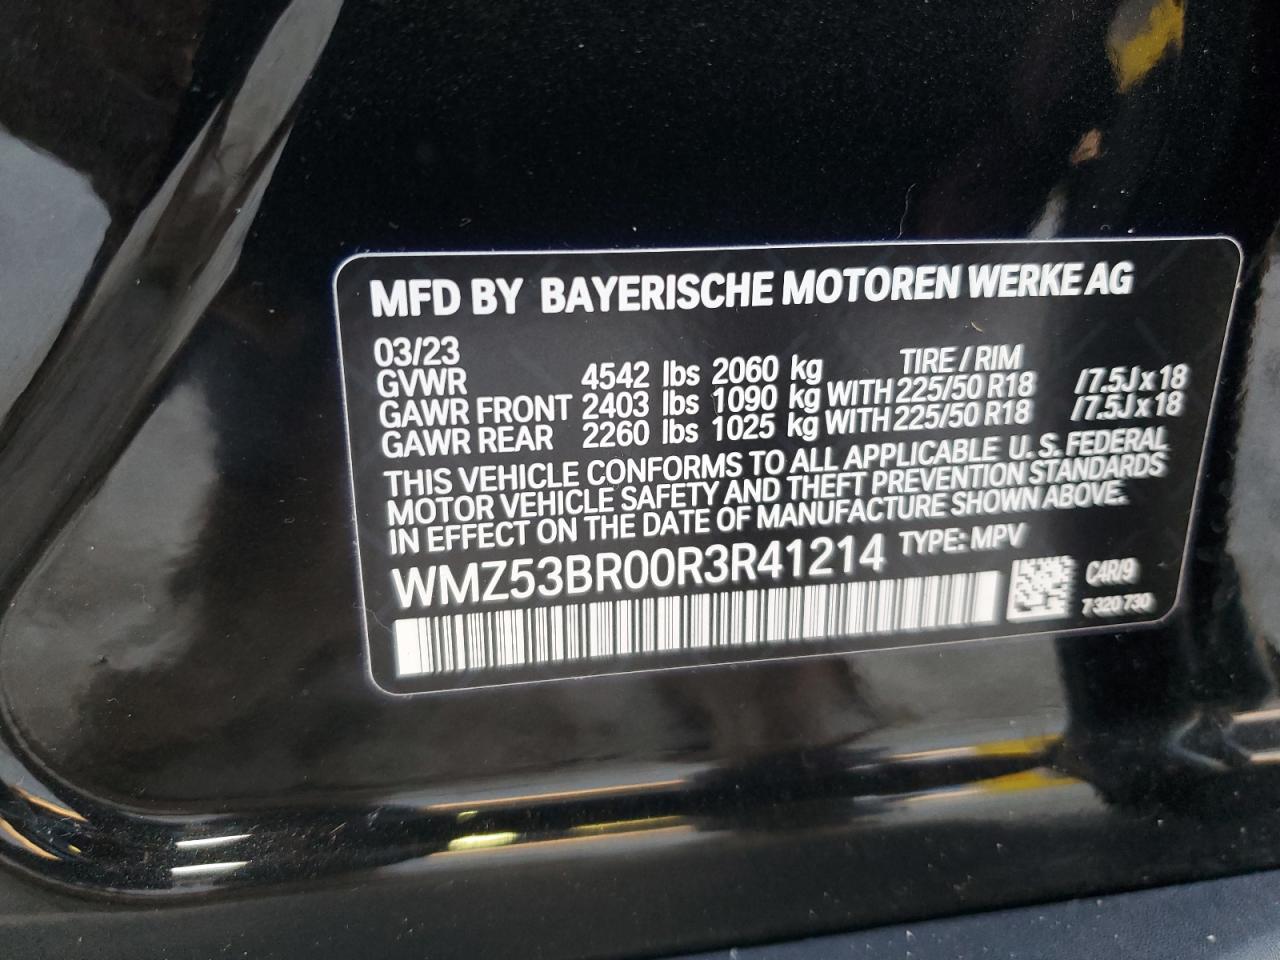 MFD BY BAYERISCHE MOTOREN WERKE AG
03/23 TIRE / RIM
GVWR 4542 lbs 2060 kg
GAWR FRONT 2403 lbs 1090 kg WITH 225/50 R18 /7.5J x 18
GAWR REAR 2260 lbs 1025 kg WITH 225/50 R18 /7.5J x 18
THIS VEHICLE CONFORMS TO ALL APPLICABLE U. S. FEDERAL
MOTOR VEHICLE SAFETY AND THEFT PREVENTION STANDARDS
IN EFFECT ON THE DATE OF MANUFACTURE SHOWN ABOVE.
WMZ53BR00R3R41214 TYPE: MPV
C4R/9
7 320 730